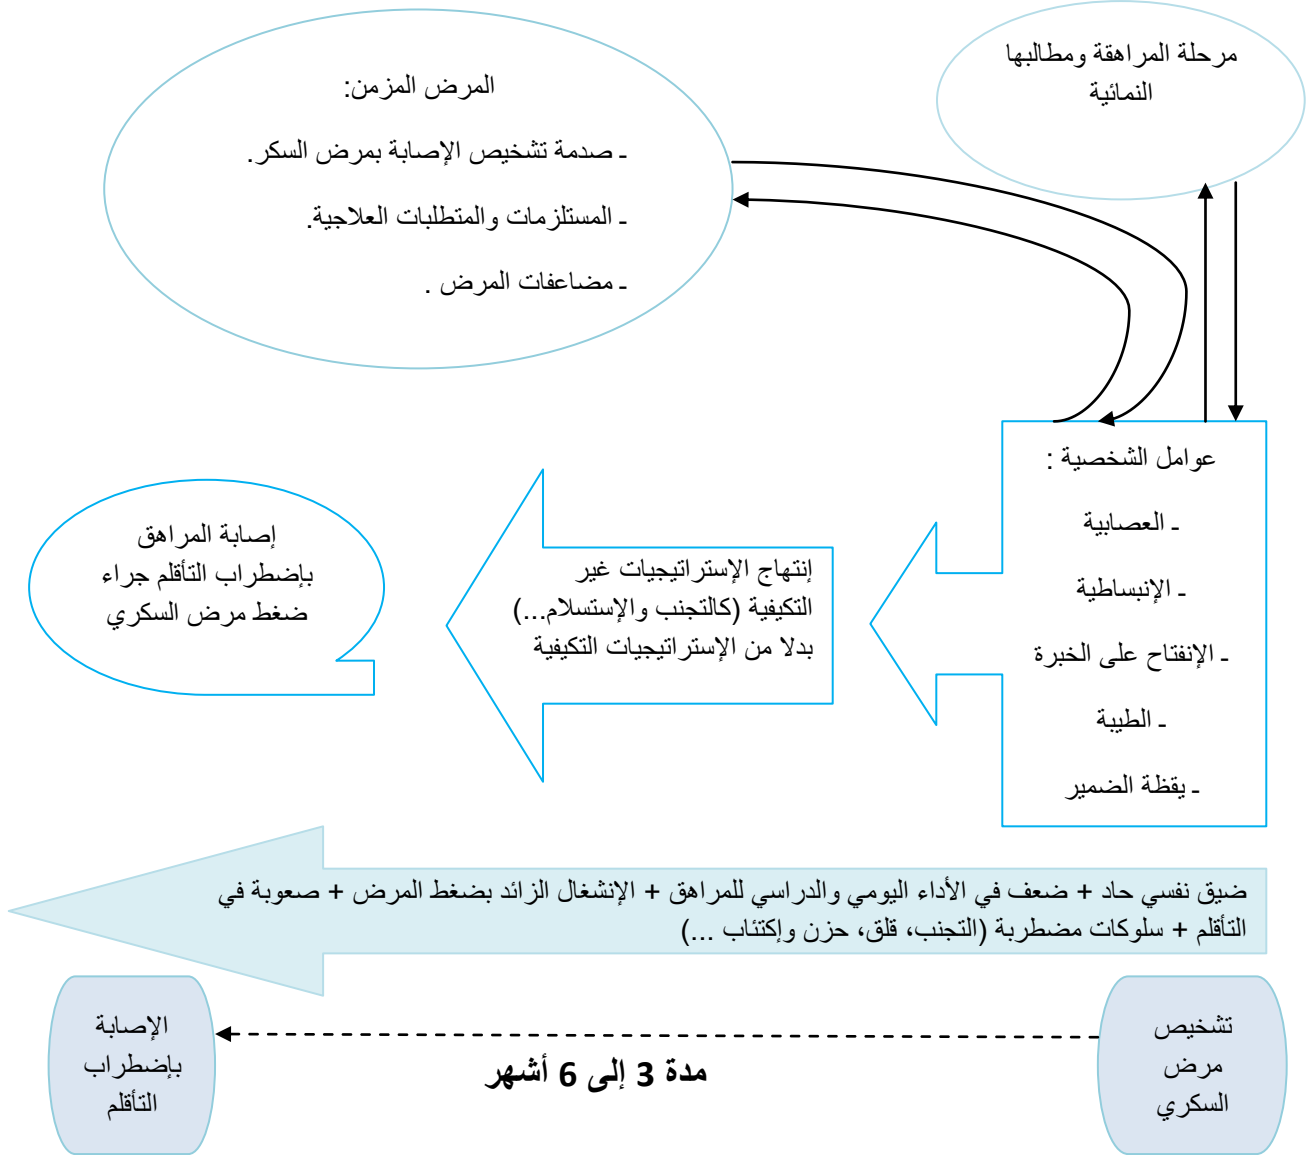 مرحلة المراهقة ومطالبها
النمائية
المرض المزمن:
ـ صدمة تشخيص الإصابة بمرض السكر.
ـ المستلزمات والمتطلبات العلاجية.
ـ مضاعفات المرض .
عوامل الشخصية :
ـ العصابية
ـ الإنبساطية
ـ الإنفتاح على الخبرة
ـ الطيبة
ـ يقظة الضمير
إنتهاج الإستراتيجيات غير
التكيفية (كالتجنب والإستسلام...)
بدلا من الإستراتيجيات التكيفية
إصابة المراهق
بإضطراب التأقلم جراء
ضغط مرض السكري
ضيق نفسي حاد + ضعف في الأداء اليومي والدراسي للمراهق + الإنشغال الزائد بضغط المرض + صعوبة في
التأقلم + سلوكات مضطربة (التجنب، قلق، حزن وإكتئاب ...)
تشخيص
مرض
السكري
مدة 3 إلى 6 أشهر
الإصابة
بإضطراب
التأقلم